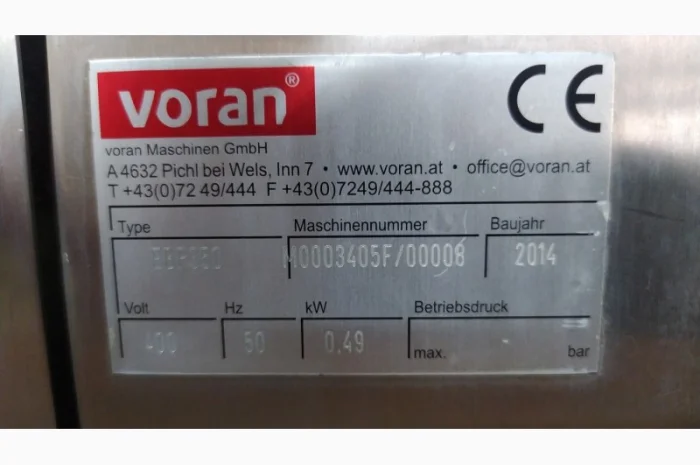 voran®
CE
voran Maschinen GmbH
A 4632 Pichl bei Wels, Inn 7 • www.voran.at • office@voran.at
T +43(0)72 49/444 F +43(0)7249/444-888
Type Maschinennummer Baujahr
M0003405F/00008 2014
Volt Hz kW Betriebsdruck
400 50 0.49 max. bar